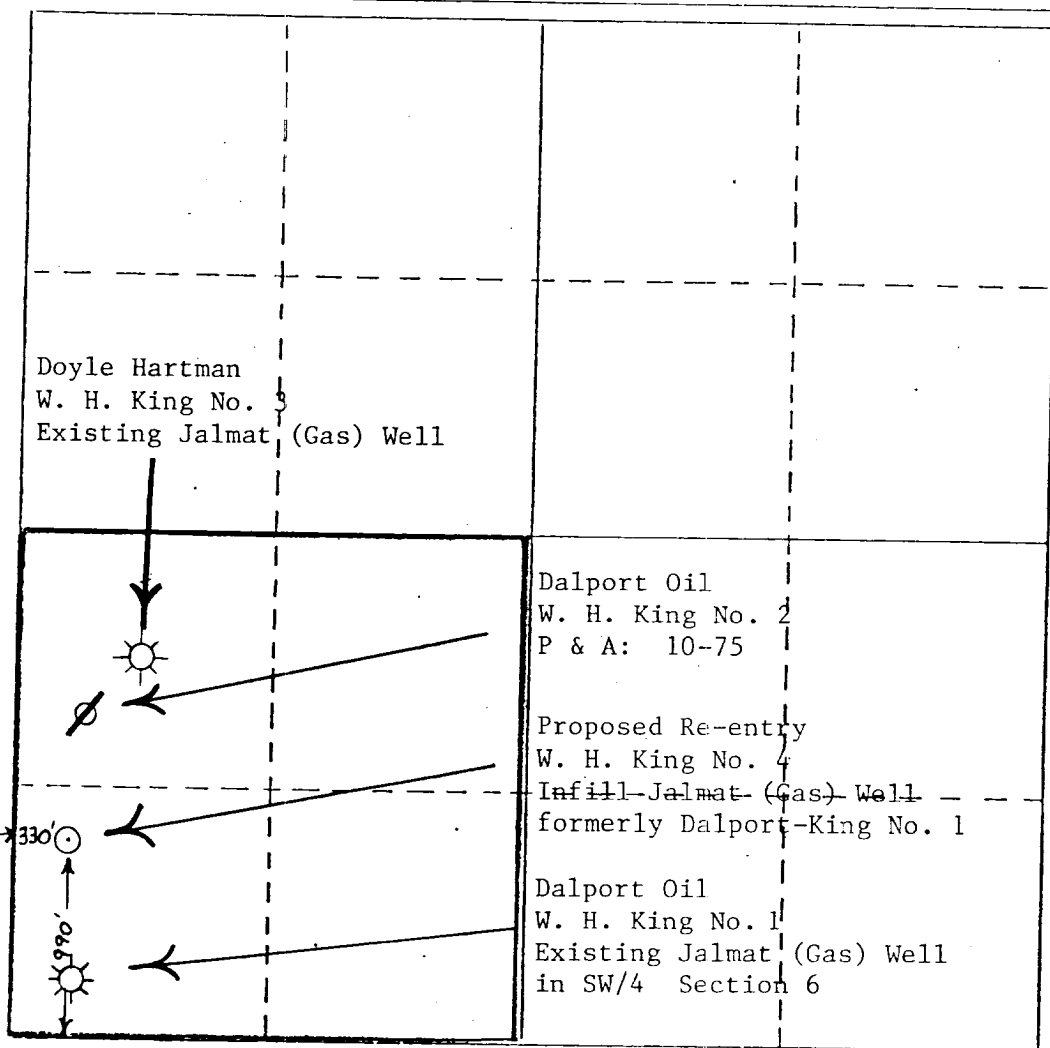 Doyle Hartman
W. H. King No. 3
Existing Jalmat (Gas) Well
Dalport Oil
W. H. King No. 2
P & A: 10-75
Proposed Re-entry
W. H. King No. 4
Infill Jalmat (Gas) Well
formerly Dalport-King No. 1
330'
990'
Dalport Oil
W. H. King No. 1
Existing Jalmat (Gas) Well
in SW/4 Section 6